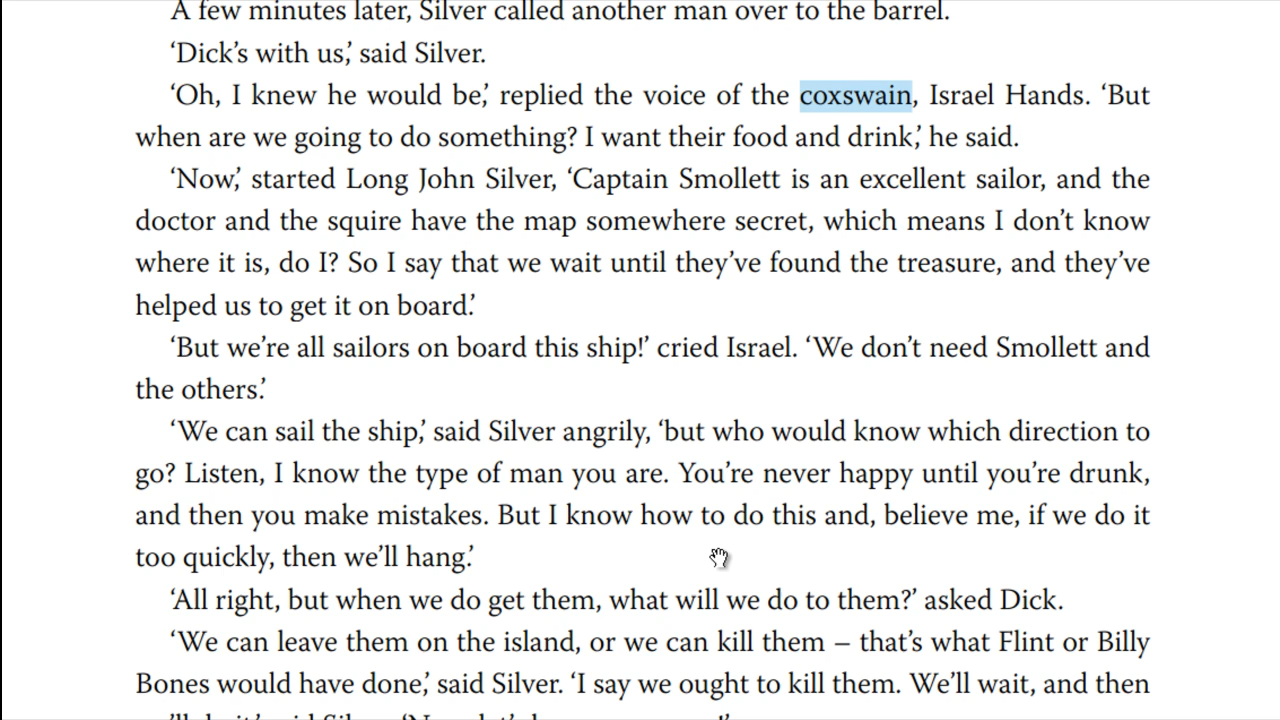 A few minutes later, Silver called another man over to the barrel.
‘Dick’s with us,’ said Silver.
‘Oh, I knew he would be,’ replied the voice of the coxswain, Israel Hands. ‘But
when are we going to do something? I want their food and drink,’ he said.
‘Now,’ started Long John Silver, ‘Captain Smollett is an excellent sailor, and the
doctor and the squire have the map somewhere secret, which means I don’t know
where it is, do I? So I say that we wait until they’ve found the treasure, and they’ve
helped us to get it on board.’
‘But we’re all sailors on board this ship!’ cried Israel. ‘We don’t need Smollett and
the others.’
‘We can sail the ship,’ said Silver angrily, ‘but who would know which direction to
go? Listen, I know the type of man you are. You’re never happy until you’re drunk,
and then you make mistakes. But I know how to do this and, believe me, if we do it
too quickly, then we’ll hang.’
‘All right, but when we do get them, what will we do to them?’ asked Dick.
‘We can leave them on the island, or we can kill them – that’s what Flint or Billy
Bones would have done,’ said Silver. ‘I say we ought to kill them. We’ll wait, and then